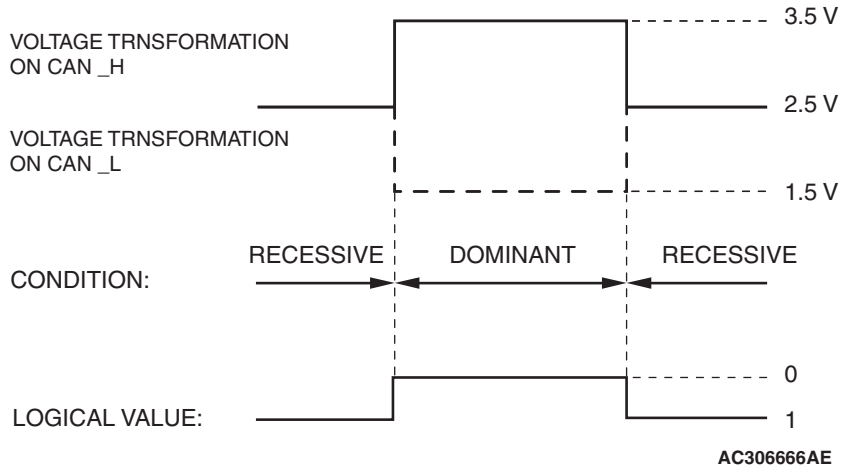 3.5 V
VOLTAGE TRNSFORMATION
ON CAN _H
2.5 V
VOLTAGE TRNSFORMATION
ON CAN _L
1.5 V
RECESSIVE DOMINANT RECESSIVE
CONDITION:
0
LOGICAL VALUE:
1
AC306666AE